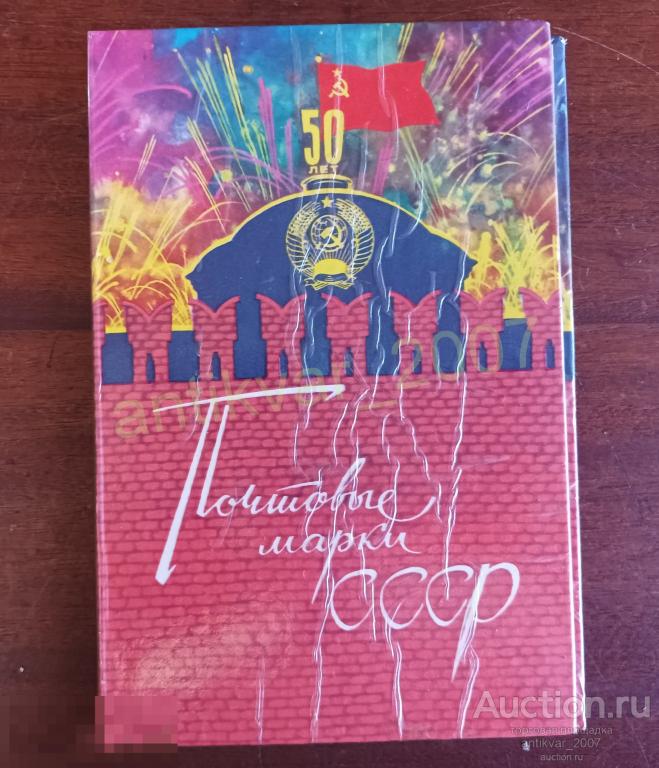 50
ЛЕТ
antikvar_2007
Почтовые
марки
СССР
Auction.ru
торговая площадка
antikvar_2007
auction.ru